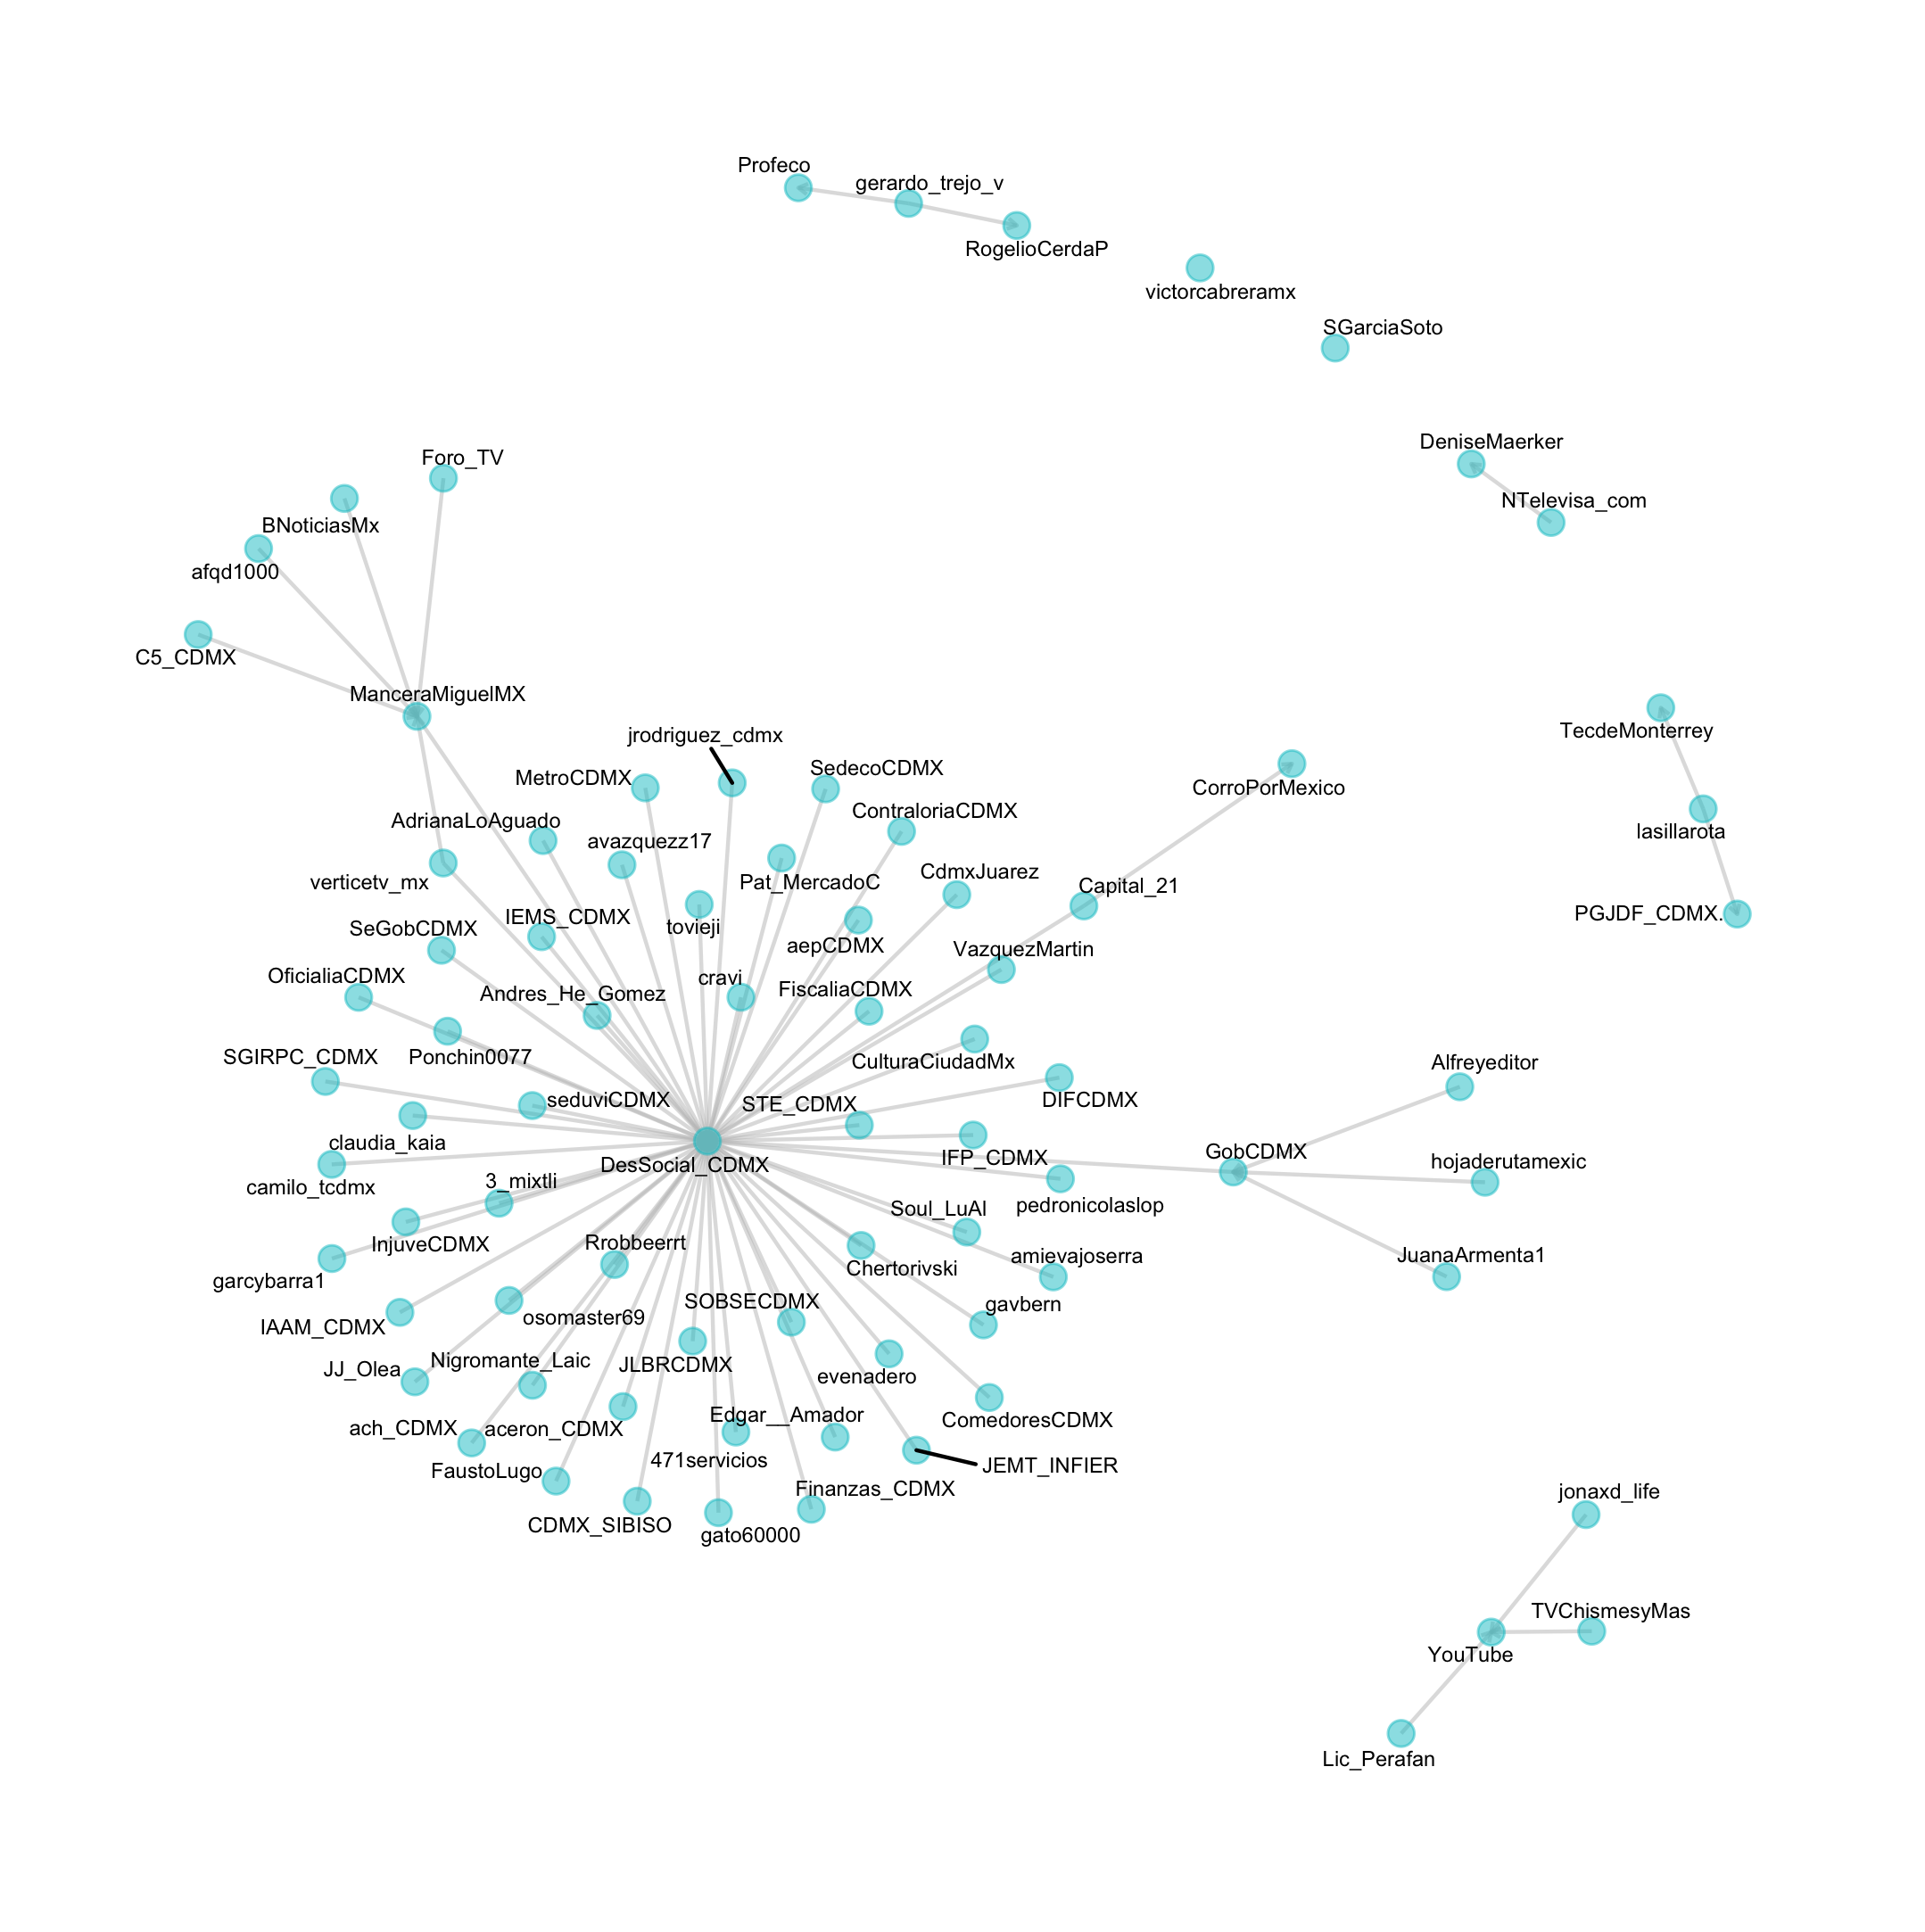 Profeco
gerardo_trejo_v
RogelioCerdaP
victorcabreramx
SGarciaSoto
DeniseMaerker
Foro_TV
NTelevisa_com
BNoticiasMx
afqd1000
C5_CDMX
ManceraMiguelMX
TecdeMonterrey
jrodriguez_cdmx
SedecoCDMX
MetroCDMX
CorroPorMexico
ContraloriaCDMX
AdrianaLoAguado
lasillarota
avazquezz17
CdmxJuarez
Pat_MercadoC
verticetv_mx
Capital_21
PGJDF_CDMX.
IEMS_CDMX
tovieji
SeGobCDMX
aepCDMX
VazquezMartin
OficialiaCDMX
cravi
FiscaliaCDMX
Andres_He_Gomez
SGIRPC_CDMX
Ponchin0077
CulturaCiudadMx
Alfreyeditor
seduviCDMX
DIFCDMX
STE_CDMX
claudia_kaia
GobCDMX
IFP_CDMX
hojaderutamexic
DesSocial_CDMX
3_mixtli
camilo_tcdmx
pedronicolaslop
Soul_LuAl
InjuveCDMX
Rrobbeerrt
amievajoserra
JuanaArmenta1
Chertorivski
garcybarra1
SOBSECDMX
gavbern
osomaster69
IAAM_CDMX
Nigromante_Laic
JLBRCDMX
JJ_Olea
evenadero
Edgar__Amador
ComedoresCDMX
ach_CDMX
aceron_CDMX
471servicios
JEMT_INFIER
FaustoLugo
Finanzas_CDMX
jonaxd_life
CDMX_SIBISO
gato60000
TVChismesyMas
YouTube
Lic_Perafan